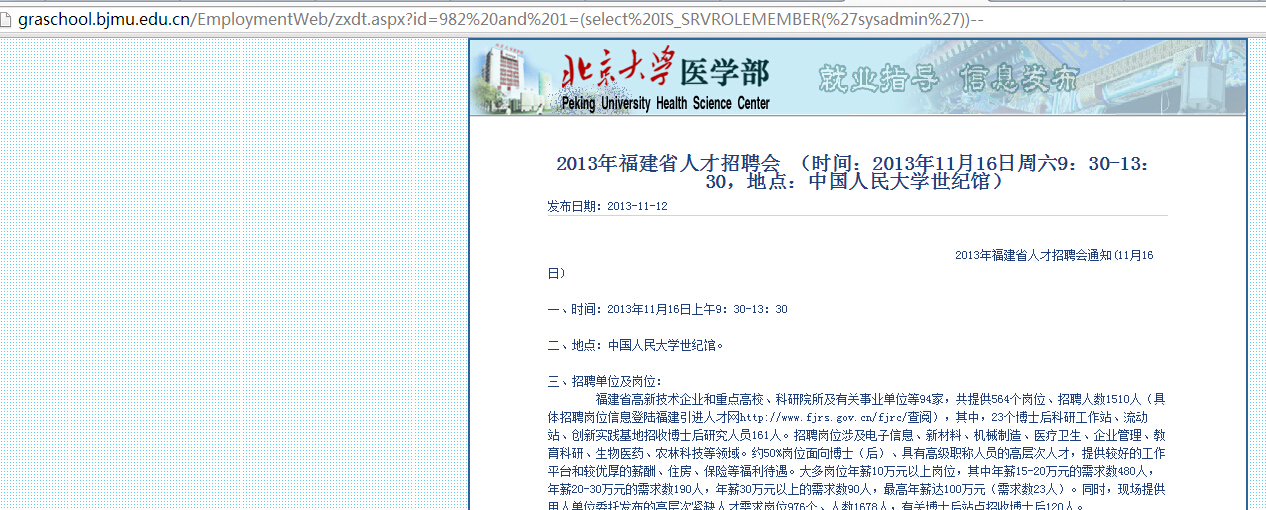 graschool.bjmu.edu.cn/EmploymentWeb/zxdt.aspx?id=982%20and%201=(select%20IS_SRVROLEMEMBER(%27sysadmin%27))--
北京大学医学部
Peking University Health Science Center
就业指导 信息发布
2013年福建省人才招聘会 （时间：2013年11月16日周六9：30-13：
30，地点：中国人民大学世纪馆）
发布日期：2013-11-12
2013年福建省人才招聘会通知(11月16
日)
一、时间：2013年11月16日上午9：30-13：30
二、地点：中国人民大学世纪馆。
三、招聘单位及岗位：
福建省高新技术企业和重点高校、科研院所及有关事业单位等94家，共提供564个岗位、招聘人数1510人（具
体招聘岗位信息登陆福建引进人才网http://www.fjrs.gov.cn/fjrc/查阅），其中，23个博士后科研工作站、流动
站、创新实践基地招收博士后研究人员161人。招聘岗位涉及电子信息、新材料、机械制造、医疗卫生、企业管理、教
育科研、生物医药、农林科技等领域。约50%岗位面向博士（后）、具有高级职称人员的高层次人才，提供较好的工作
平台和较优厚的薪酬、住房、保险等福利待遇。大多岗位年薪10万元以上岗位，其中年薪15-20万元的需求数480人，
年薪20-30万元的需求数190人，年薪30万元以上的需求数90人，最高年薪达100万元（需求数23人）。同时，现场提供
用人单位委托发布的高层次紧缺人才需求岗位976个、人数1678人，有关博士后站点招收博士后120人。